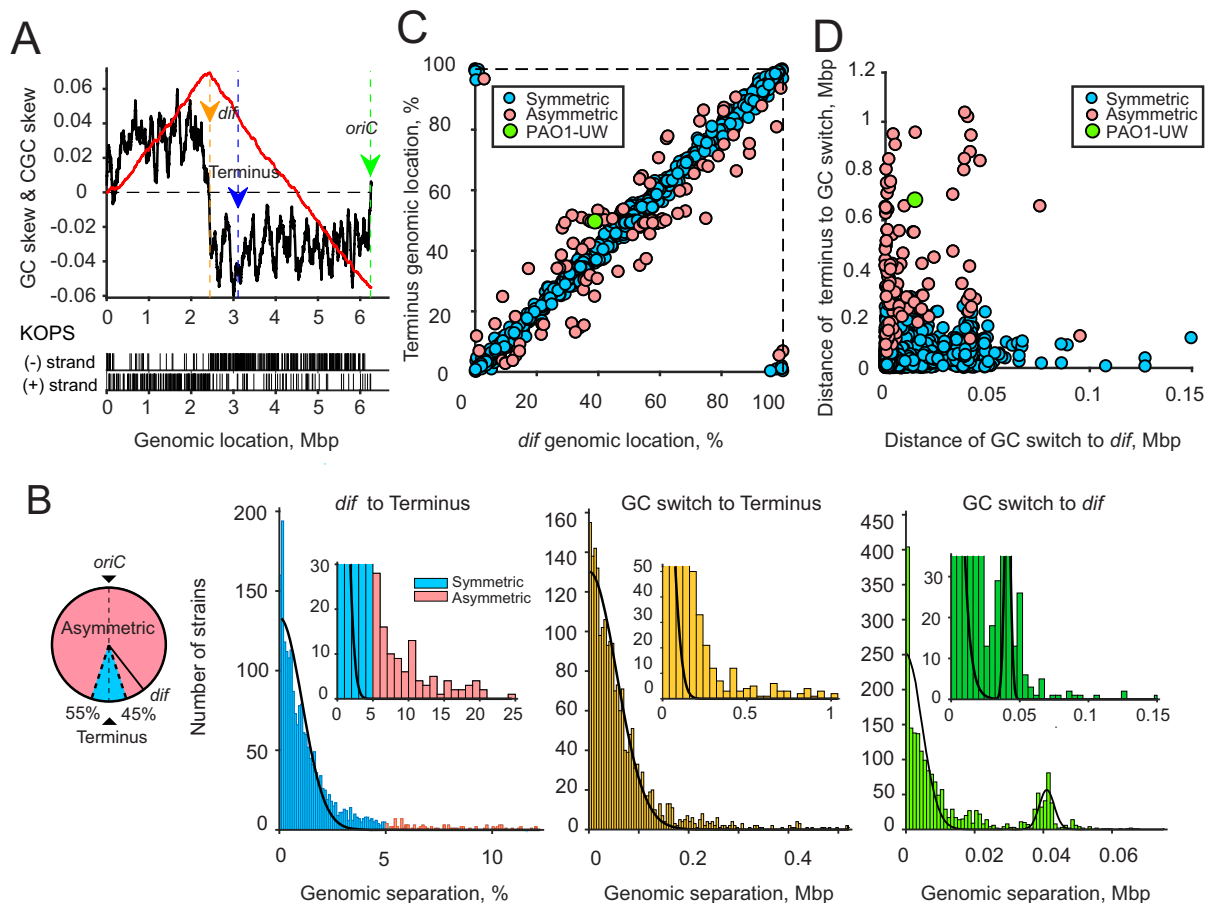 A
GC skew & CGC skew
0.06
0.04
0.02
0
-0.02
-0.04
-0.06
dif
Terminus
oriC
0 1 2 3 4 5 6
KOPS
(-) strand
(+) strand
0 1 2 3 4 5 6
Genomic location, Mbp
C
Terminus genomic location, %
100
80
60
40
20
0
Symmetric
Asymmetric
PAO1-UW
0 20 40 60 80 100
dif genomic location, %
D
Distance of terminus to GC switch, Mbp
1.2
1
0.8
0.6
0.4
0.2
0
Symmetric
Asymmetric
PAO1-UW
0 0.05 0.1 0.15
Distance of GC switch to dif, Mbp
B
oriC
Asymmetric
dif
55% 45%
Terminus
dif to Terminus
Number of strains
200
150
100
50
0
30
20
10
0
0 5 10 15 20 25
Symmetric
Asymmetric
0 5 10
Genomic separation, %
GC switch to Terminus
160
140
120
100
80
60
40
20
0
50
40
30
20
10
0
0 0.5 1
0 0.2 0.4
Genomic separation, Mbp
GC switch to dif
450
400
350
300
250
200
150
100
50
0
30
20
10
0
0 0.05 0.1 0.15
0 0.02 0.04 0.06
Genomic separation, Mbp